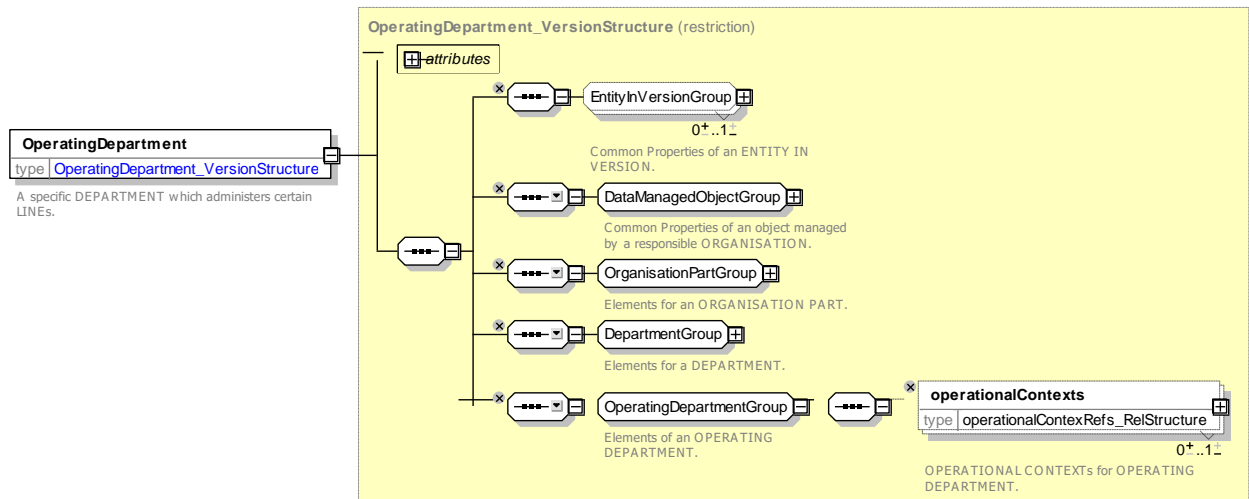 OperatingDepartment_VersionStructure (restriction)
attributes
EntityInVersionGroup
0..1
Common Properties of an ENTITY IN
VERSION.
OperatingDepartment
type OperatingDepartment_VersionStructure
A specific DEPARTMENT which administers certain
LINEs.
DataManagedObjectGroup
Common Properties of an object managed
by a responsible ORGANISATION.
OrganisationPartGroup
Elements for an ORGANISATION PART.
DepartmentGroup
Elements for a DEPARTMENT.
OperatingDepartmentGroup
Elements of an OPERATING
DEPARTMENT.
operationalContexts
type operationalContexRefs_RelStructure
0..1
OPERATIONAL CONTEXTs for OPERATING
DEPARTMENT.